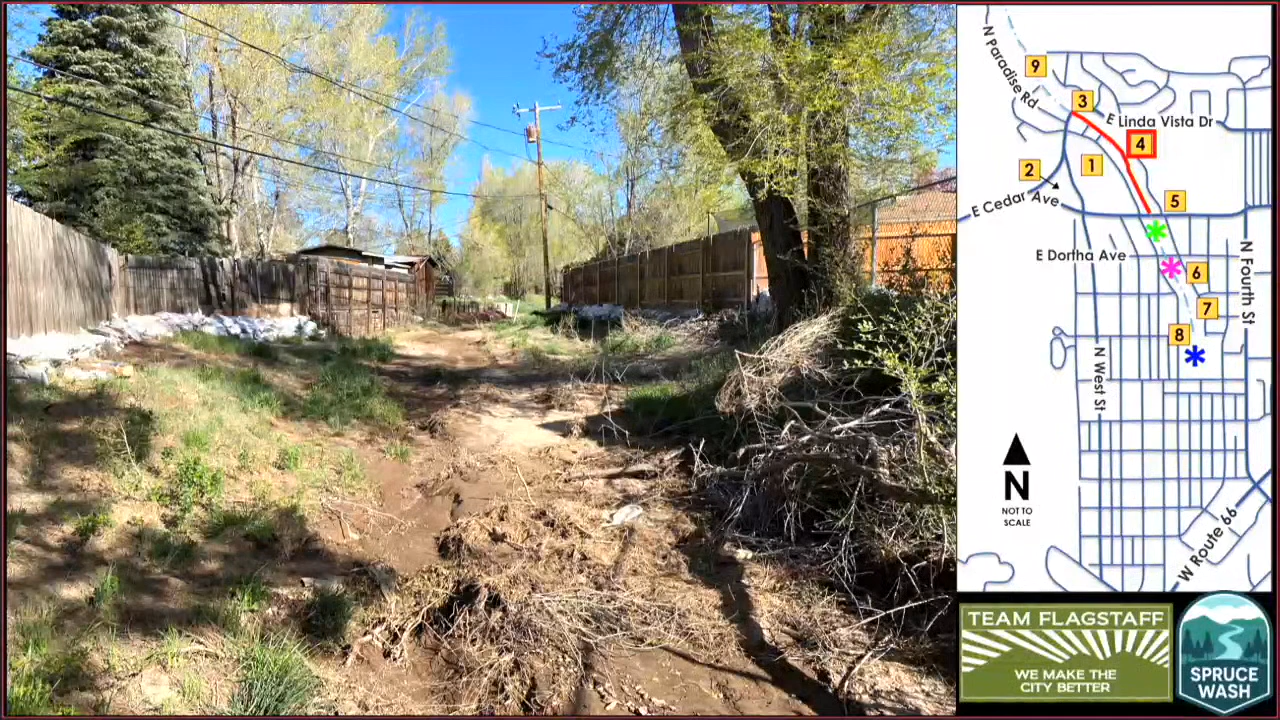 N Paradise Rd
9
3
E Linda Vista Dr
4
1
2
E Cedar Ave
5
E Dortha Ave
6
N Fourth St
7
8
N West St
N
NOT TO
SCALE
W Route 66
TEAM FLAGSTAFF
WE MAKE THE
CITY BETTER
SPRUCE
WASH